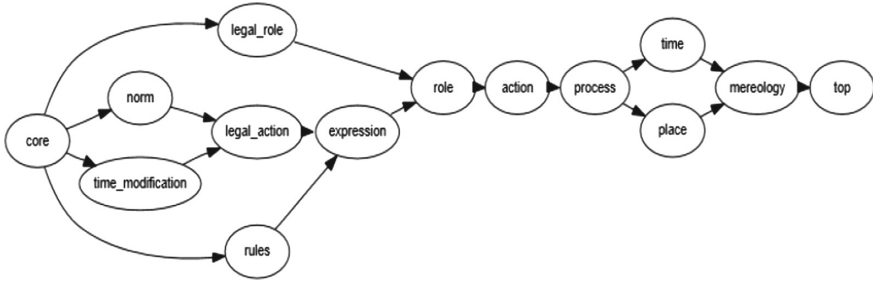 legal_role
time
norm
role
action
process
mereology
top
core
legal_action
expression
place
time_modification
rules